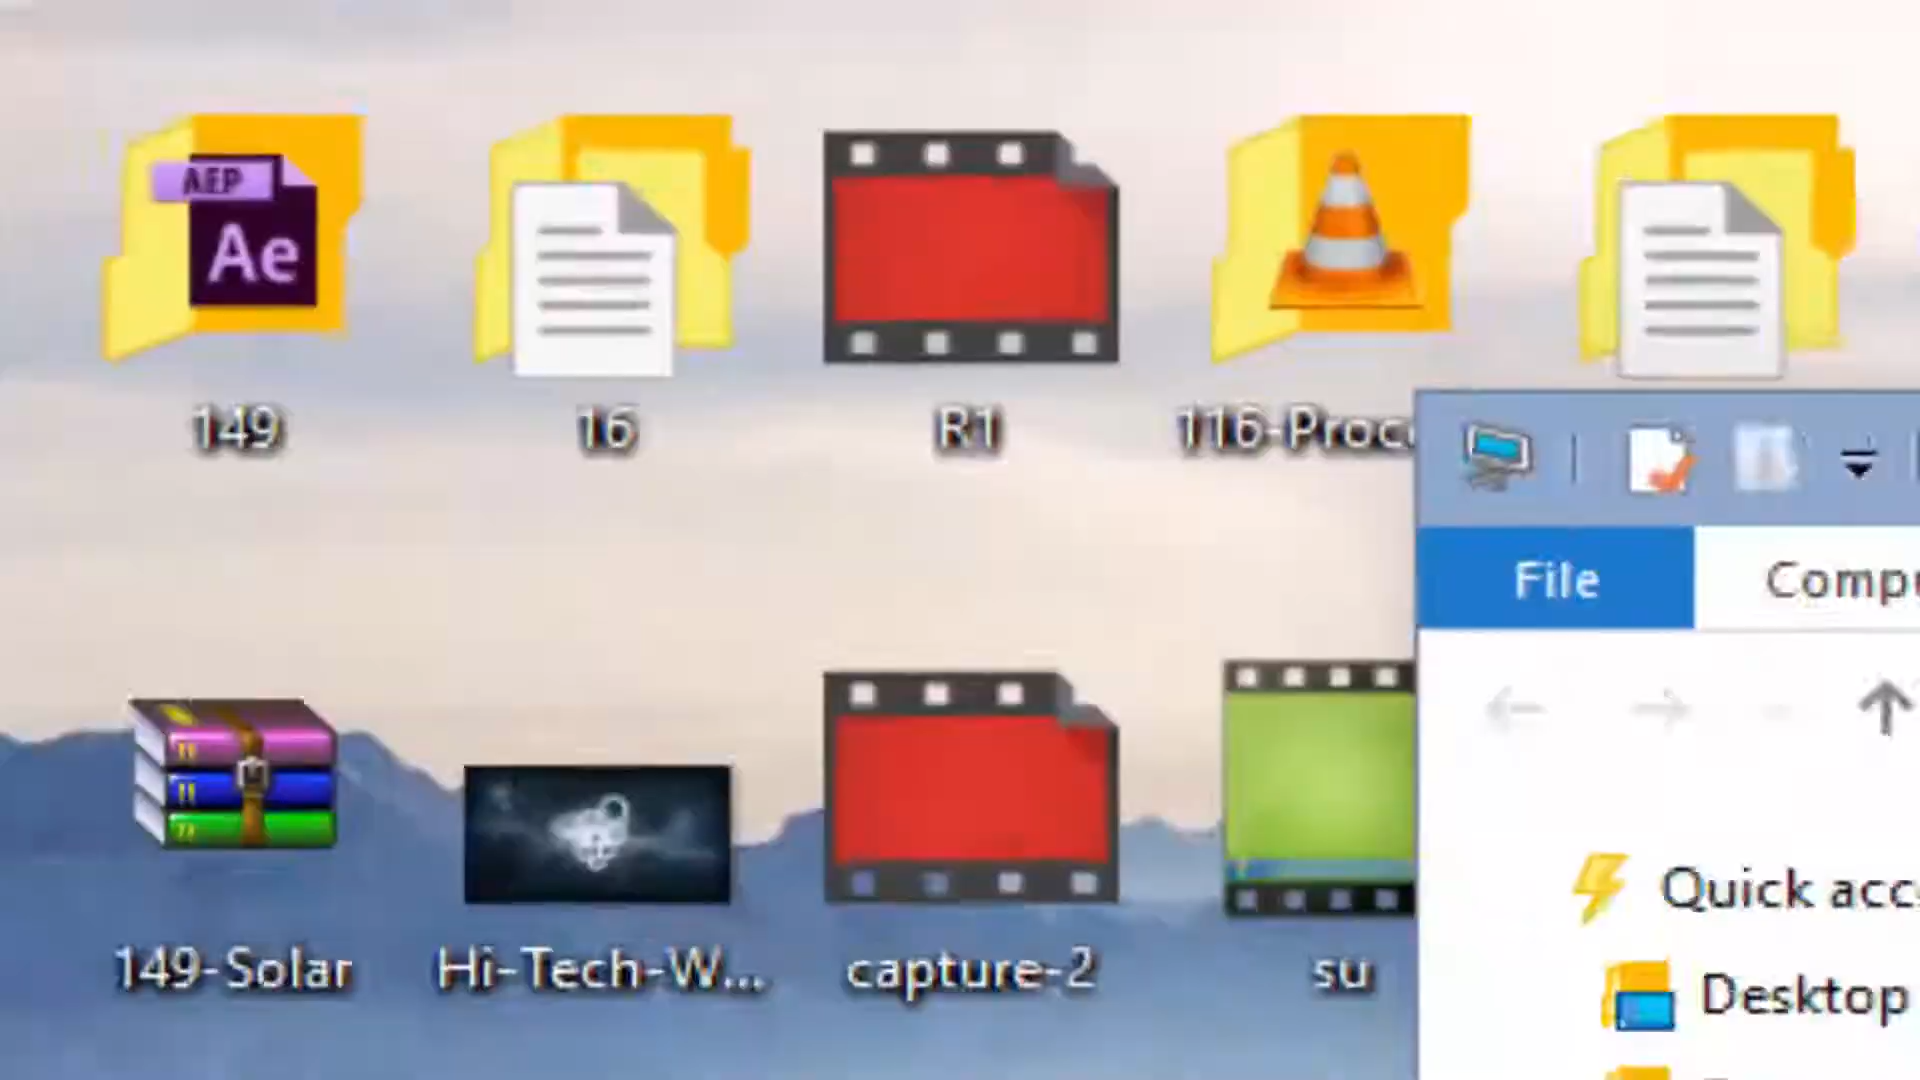 AEP
Ae
149
16
R1
116-Proc
File
Comp
149-Solar
Hi-Tech-W...
capture-2
su
Quick acc
Desktop